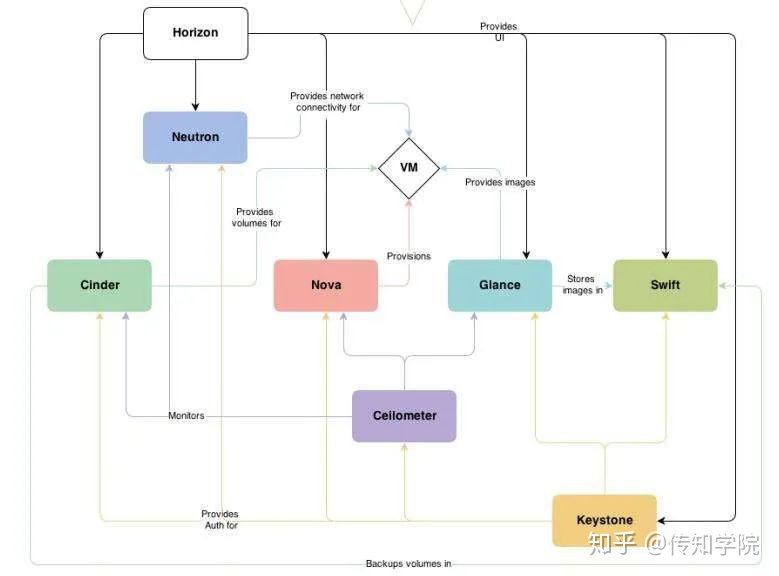 Horizon
Provides
UI
Provides network
connectivity for
Neutron
VM
Provides images
Provides
volumes for
Provisions
Cinder
Nova
Glance
Stores
images in
Swift
Ceilometer
Monitors
Provides
Auth for
Keystone
知乎 @传知学院
Backups volumes in